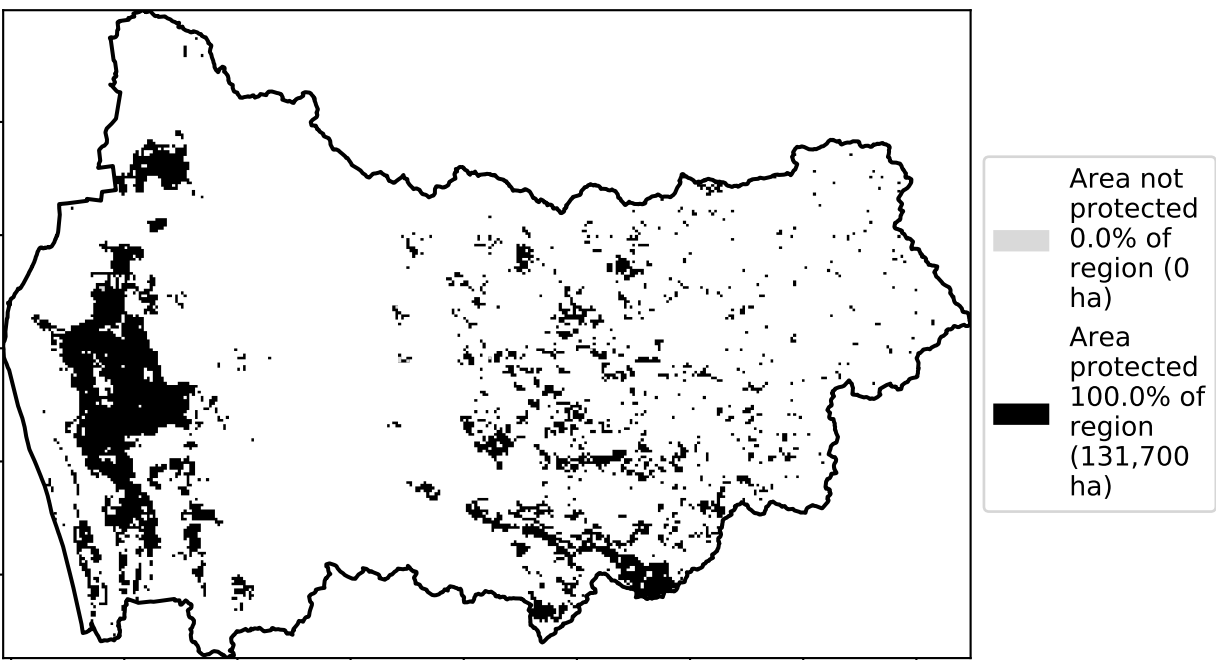 Area not
protected
0.0% of
region (0
ha)
Area
protected
100.0% of
region
(131,700
ha)